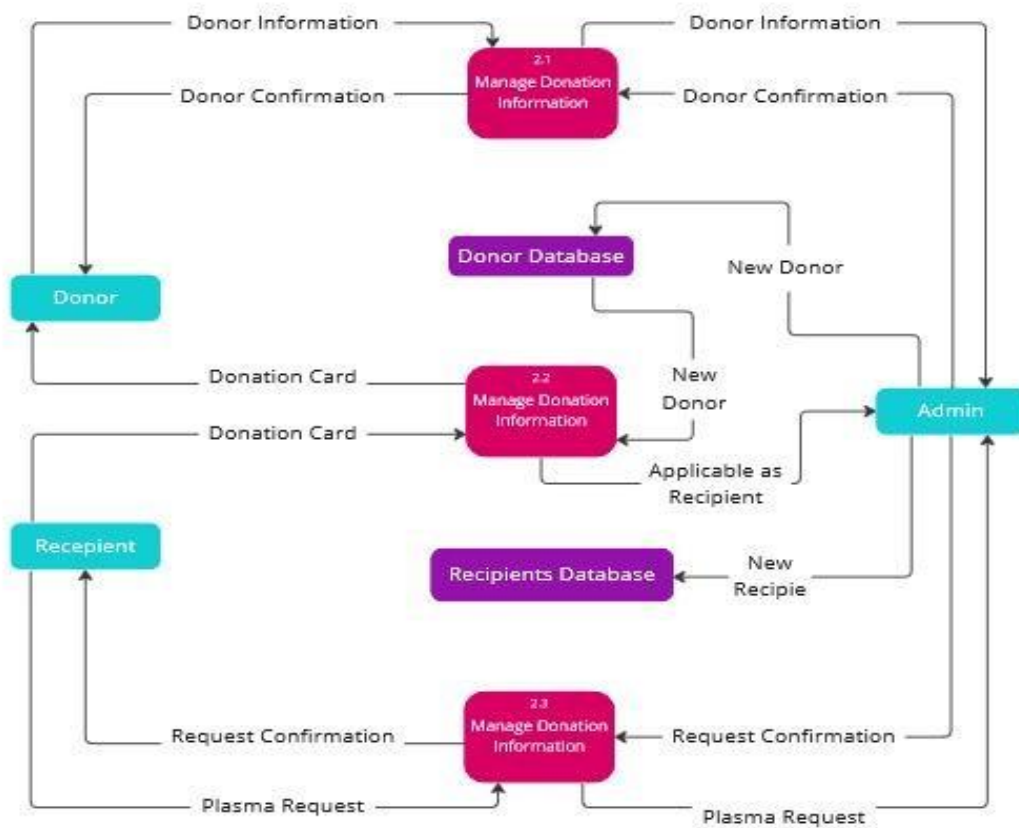 Donor Information
Donor Information
2.1
Manage Donation
Information
Donor Confirmation
Donor Confirmation
Donor Database
New Donor
Donor
Donation Card
2.2
Manage Donation
Information
New
Donor
Admin
Donation Card
Applicable as
Recipient
Recepient
Recipients Database
New
Recipie
2.3
Manage Donation
Information
Request Confirmation
Request Confirmation
Plasma Request
Plasma Request